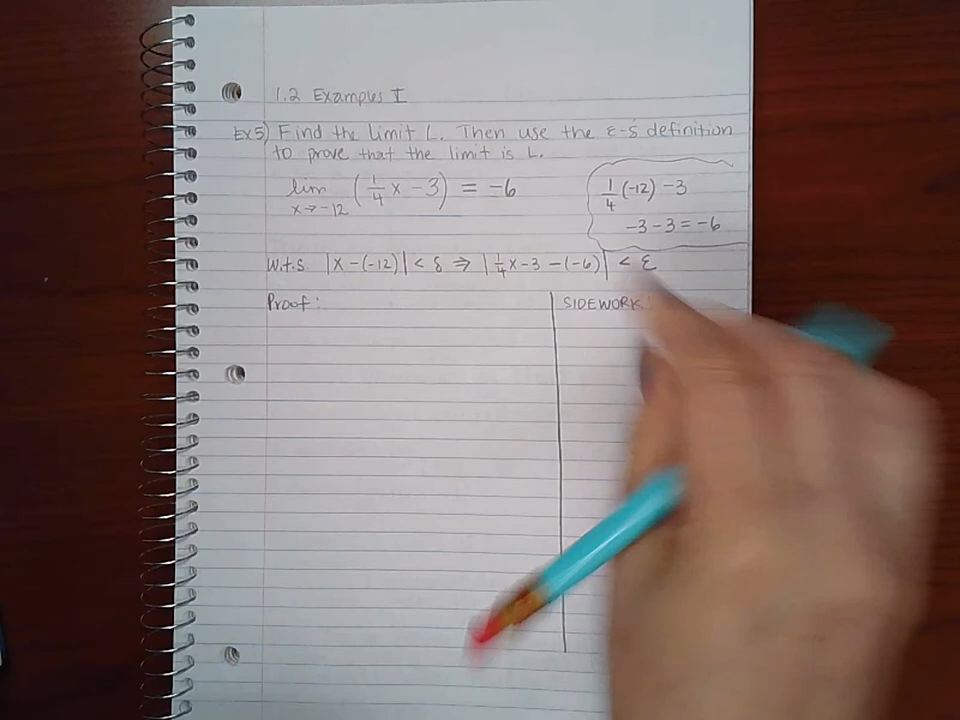 1.2 Examples I
Ex5) Find the limit L. Then use the ε-δ definition
to prove that the limit is L.
lim x→-12 (1/4 x - 3) = -6
1/4 (-12) - 3
-3 - 3 = -6
w.t.s |x - (-12)| < δ ⇒ |1/4 x - 3 - (-6)| < ε
Proof:
SIDEWORK: